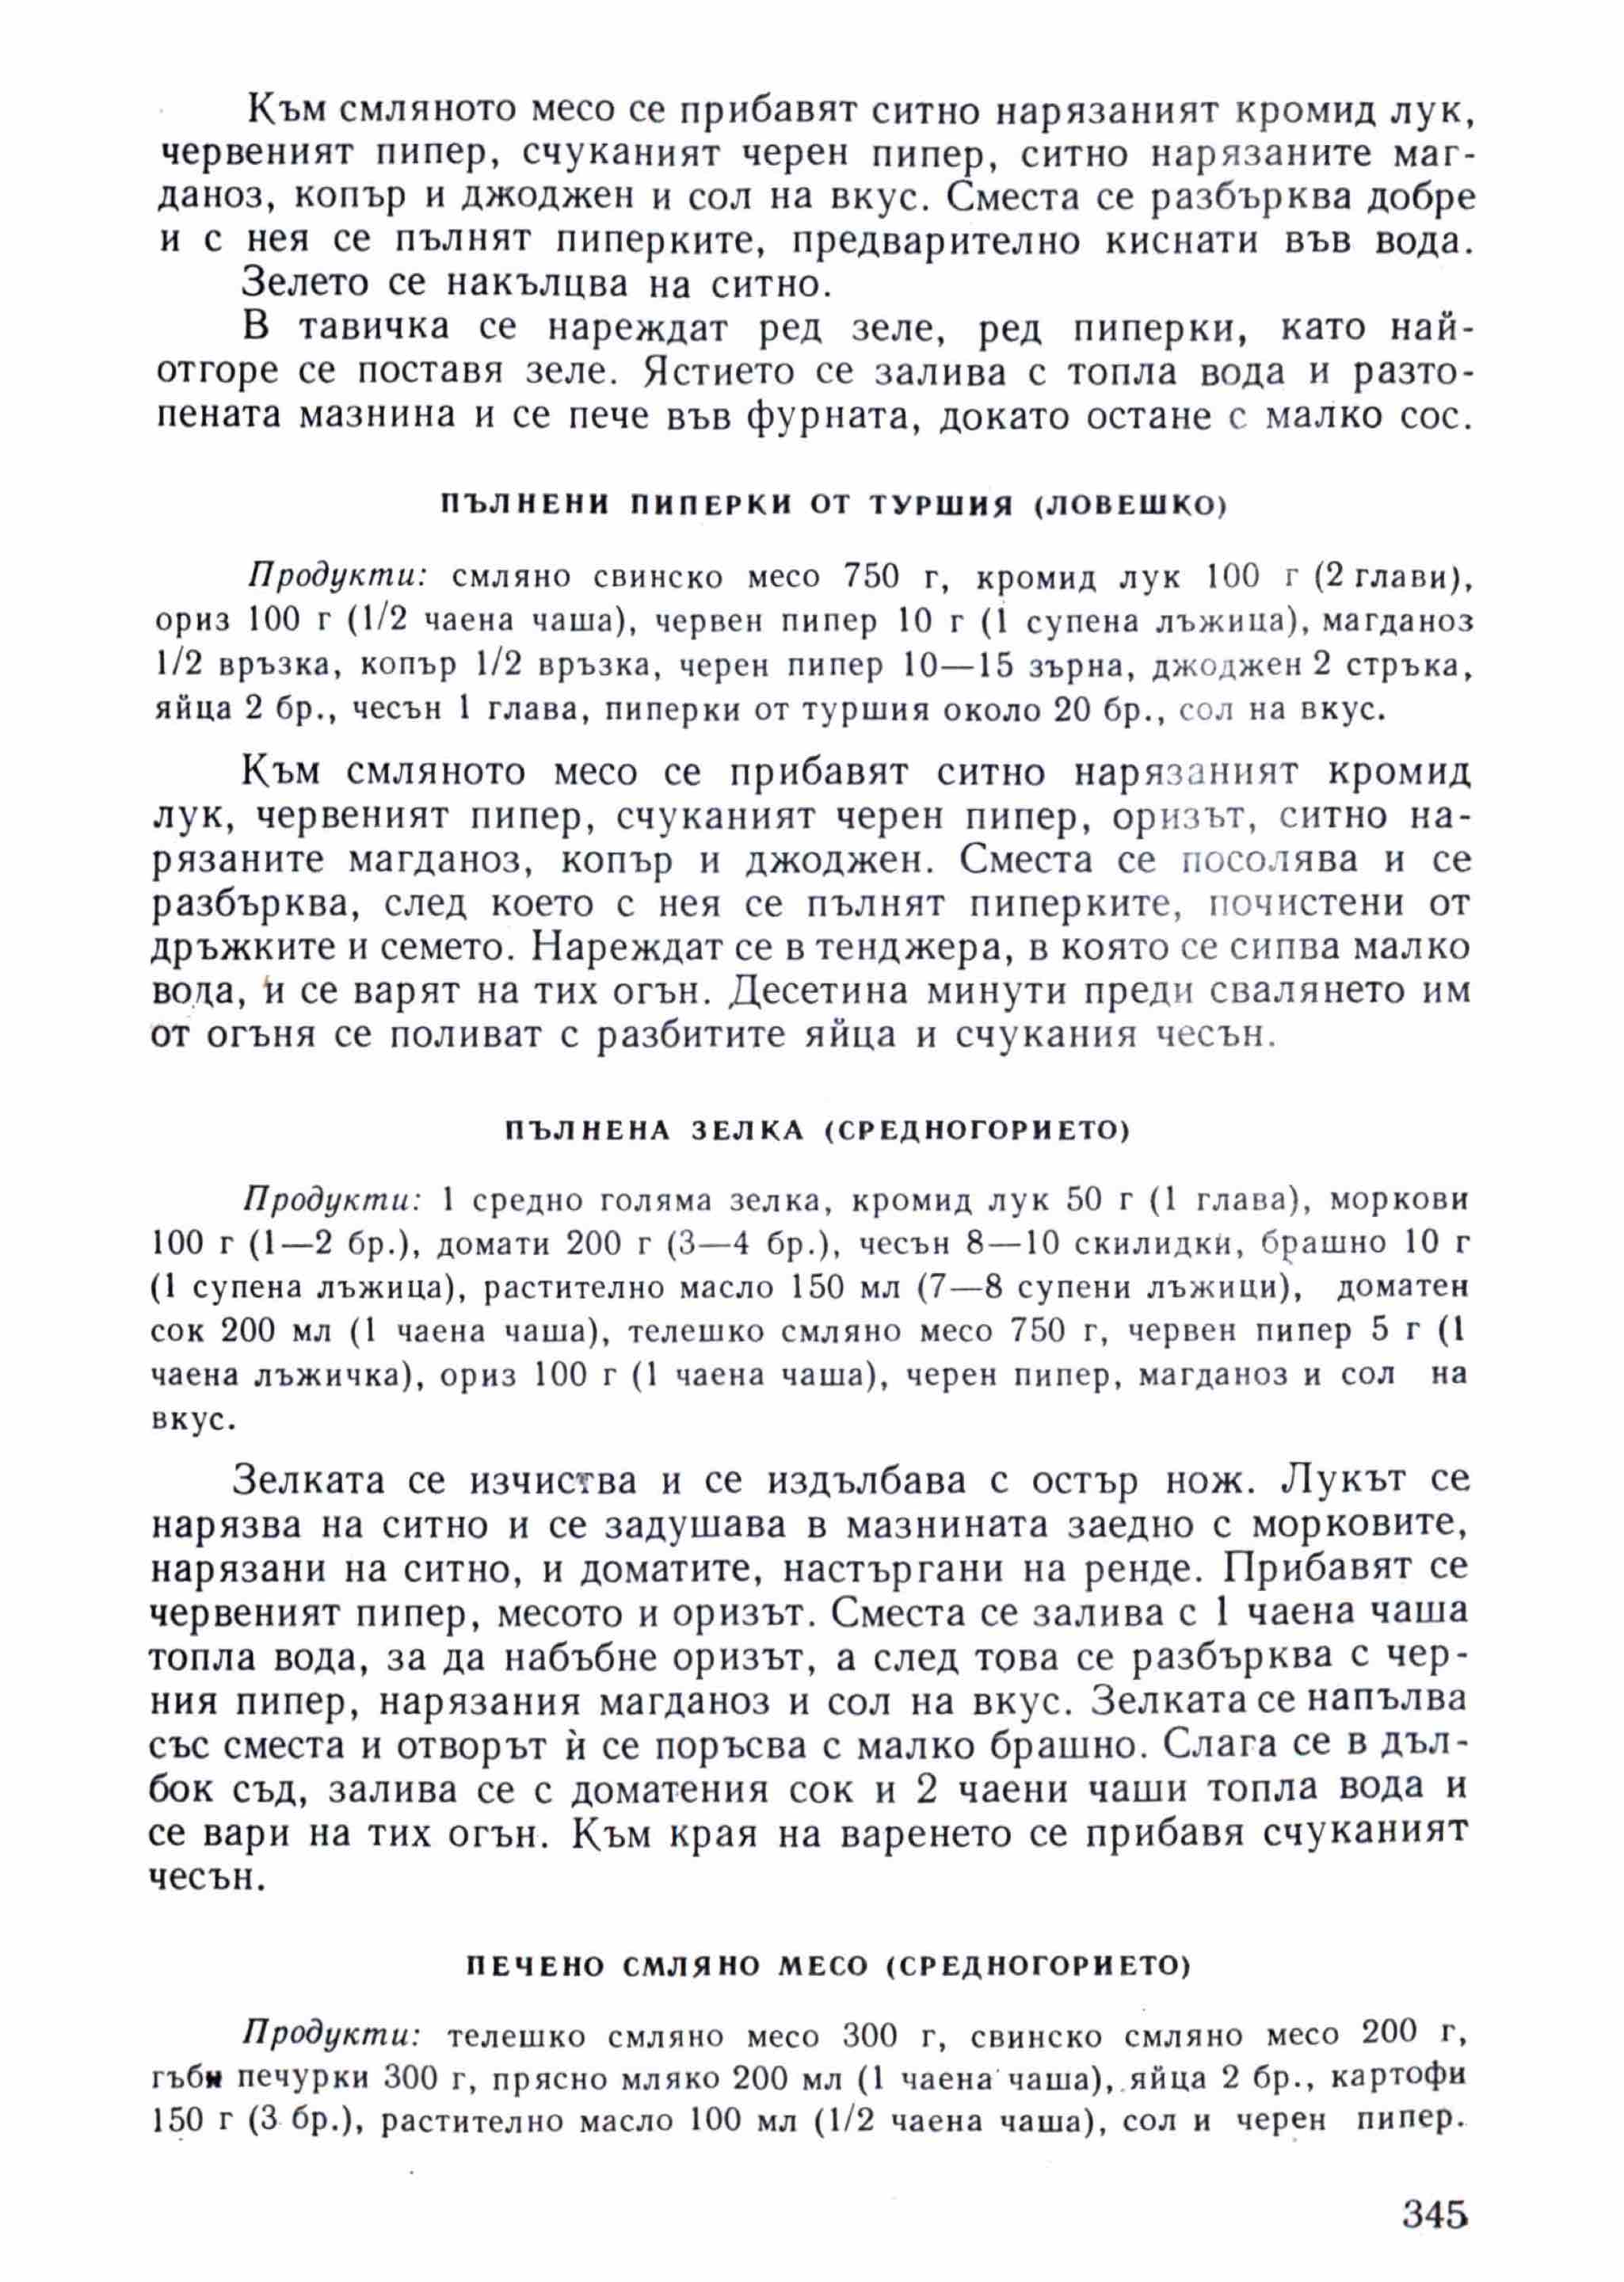 Към смляното месо се прибавят ситно нарязаният кромид лук,
червеният пипер, счуканият черен пипер, ситно нарязаните маг-
даноз, копър и джоджен и сол на вкус. Сместа се разбърква добре
и с нея се пълнят пиперките, предварително киснати във вода.
Зелето се накълцва на ситно.
В тавичка се нареждат ред зеле, ред пиперки, като най-
отгоре се поставя зеле. Ястието се залива с топла вода и разто-
пената мазнина и се пече във фурната, докато остане с малко сос.
ПЪЛНЕНИ ПИПЕРКИ ОТ ТУРШИЯ (ЛОВЕШКО)
Продукти: смляно свинско месо 750 г, кромид лук 100 г (2 глави),
ориз 100 г (1/2 чаена чаша), червен пипер 10 г (1 супена лъжица), магданоз
1/2 връзка, копър 1/2 връзка, черен пипер 10—15 зърна, джоджен 2 стръка,
яйца 2 бр., чесън 1 глава, пиперки от туршия около 20 бр., сол на вкус.
Към смляното месо се прибавят ситно нарязаният кромид
лук, червеният пипер, счуканият черен пипер, оризът, ситно на-
рязаните магданоз, копър и джоджен. Сместа се посолява и се
разбърква, след което с нея се пълнят пиперките, почистени от
дръжките и семето. Нареждат се в тенджера, в която се сипва малко
вода, и се варят на тих огън. Десетина минути преди свалянето им
от огъня се поливат с разбитите яйца и счукания чесън.
ПЪЛНЕНА ЗЕЛКА (СРЕДНОГОРИЕТО)
Продукти: 1 средно голяма зелка, кромид лук 50 г (1 глава), моркови
100 г (1—2 бр.), домати 200 г (3—4 бр.), чесън 8—10 скилидки, брашно 10 г
(1 супена лъжица), растително масло 150 мл (7—8 супени лъжици), доматен
сок 200 мл (1 чаена чаша), телешко смляно месо 750 г, червен пипер 5 г (1
чаена лъжичка), ориз 100 г (1 чаена чаша), черен пипер, магданоз и сол на
вкус.
Зелката се изчиства и се издълбава с остър нож. Лукът се
нарязва на ситно и се задушава в мазнината заедно с морковите,
нарязани на ситно, и доматите, настъргани на ренде. Прибавят се
червеният пипер, месото и оризът. Сместа се залива с 1 чаена чаша
топла вода, за да набъбне оризът, а след това се разбърква с чер-
ния пипер, нарязания магданоз и сол на вкус. Зелката се напълва
със сместа и отворът ѝ се поръсва с малко брашно. Слага се в дъл-
бок съд, залива се с доматения сок и 2 чаени чаши топла вода и
се вари на тих огън. Към края на варенето се прибавя счуканият
чесън.
ПЕЧЕНО СМЛЯНО МЕСО (СРЕДНОГОРИЕТО)
Продукти: телешко смляно месо 300 г, свинско смляно месо 200 г,
гъби печурки 300 г, прясно мляко 200 мл (1 чаена чаша), яйца 2 бр., картофи
150 г (3 бр.), растително масло 100 мл (1/2 чаена чаша), сол и черен пипер.
345